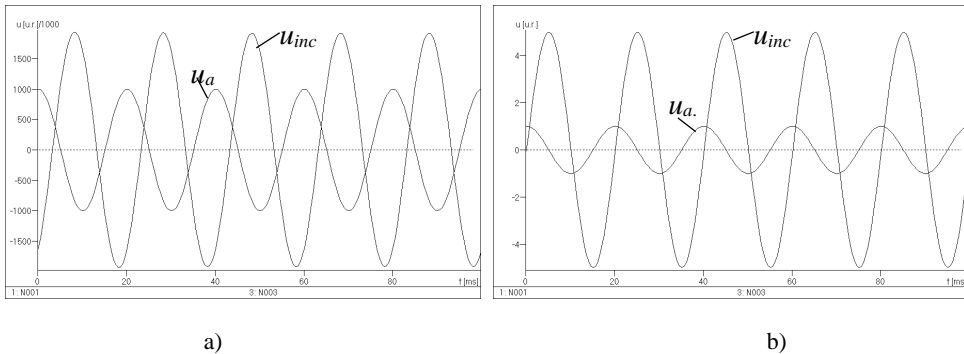 u [u.r.]/1000
u_inc
u_a
1500
1000
500
0
-500
-1000
-1500
0 20 40 60 80 t [ms]
1: N001 3: N003
u [u.r.]
u_inc
u_a.
4
2
0
-2
-4
0 20 40 60 80 t [ms]
1: N001 3: N003
a) b)